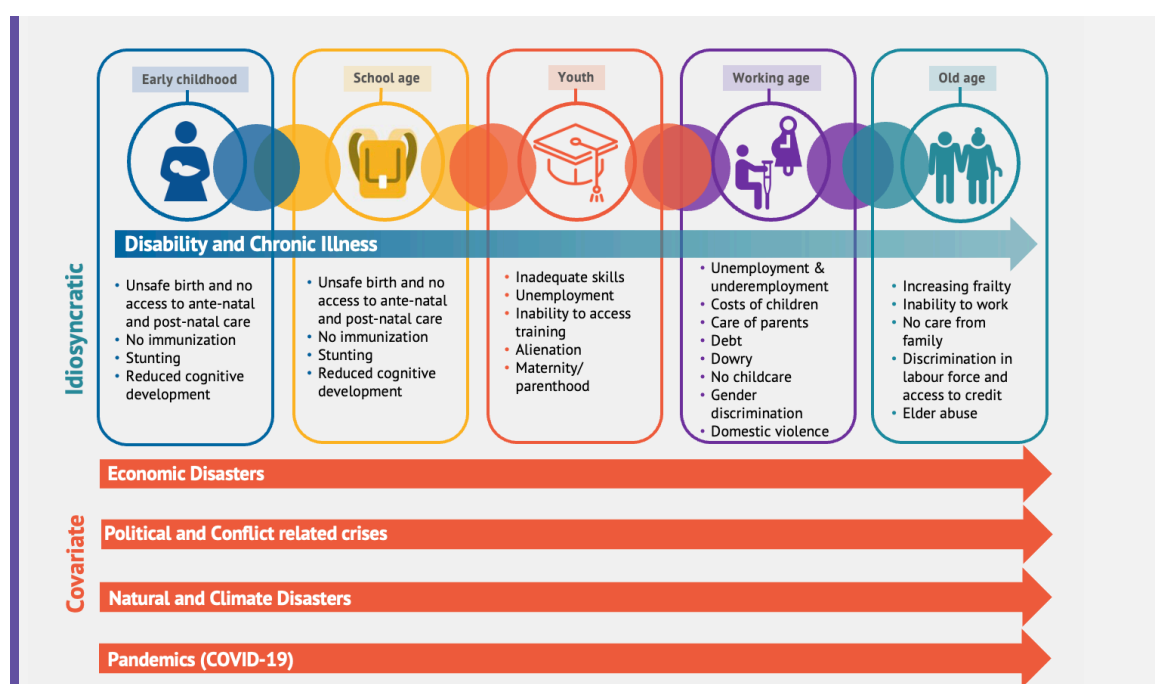 Early childhood
School age
Youth
Working age
Old age
Idiosyncratic
Disability and Chronic Illness
• Unsafe birth and no
access to ante-natal
and post-natal care
• No immunization
• Stunting
• Reduced cognitive
development
• Unsafe birth and no
access to ante-natal
and post-natal care
• No immunization
• Stunting
• Reduced cognitive
development
• Inadequate skills
• Unemployment
• Inability to access
training
• Alienation
• Maternity/
parenthood
• Unemployment &
underemployment
• Costs of children
• Care of parents
• Debt
• Dowry
• No childcare
• Gender
discrimination
• Domestic violence
• Increasing frailty
• Inability to work
• No care from
family
• Discrimination in
labour force and
access to credit
• Elder abuse
Covariate
Economic Disasters
Political and Conflict related crises
Natural and Climate Disasters
Pandemics (COVID-19)